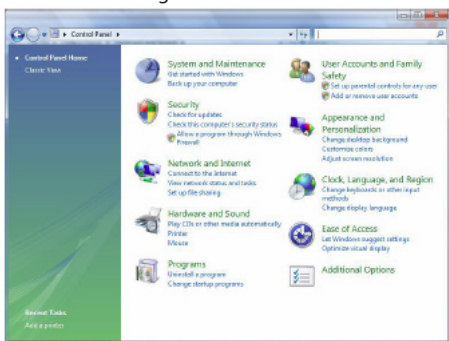 Control Panel
Control Panel Home
Classic View
System and Maintenance
Get started with Windows
Back up your computer
Security
Check for updates
Check this computer's security status
Allow a program through Windows
Firewall
Network and Internet
Connect to the Internet
View network status and tasks
Set up file sharing
Hardware and Sound
Play CDs or other media automatically
Printer
Mouse
Programs
Uninstall a program
Change startup programs
User Accounts and Family
Safety
Set up parental controls for any user
Add or remove user accounts
Appearance and
Personalization
Change desktop background
Customize colors
Adjust screen resolution
Clock, Language, and Region
Change keyboards or other input
methods
Change display language
Ease of Access
Let Windows suggest settings
Optimize visual display
Additional Options
Recent Tasks
Add a printer